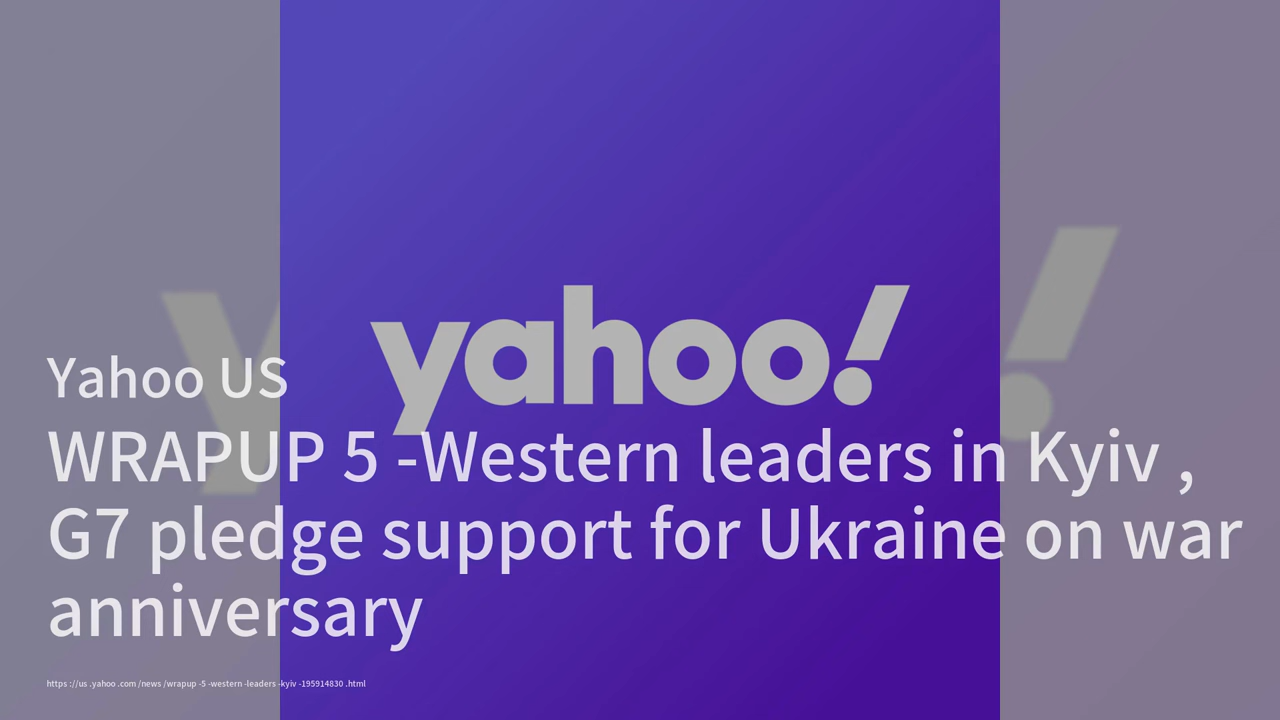 yahoo!
Yahoo US
WRAPUP 5 -Western leaders in Kyiv ,
G7 pledge support for Ukraine on war
anniversary
https ://us .yahoo .com /news /wrapup -5 -western -leaders -kyiv -195914830 .html